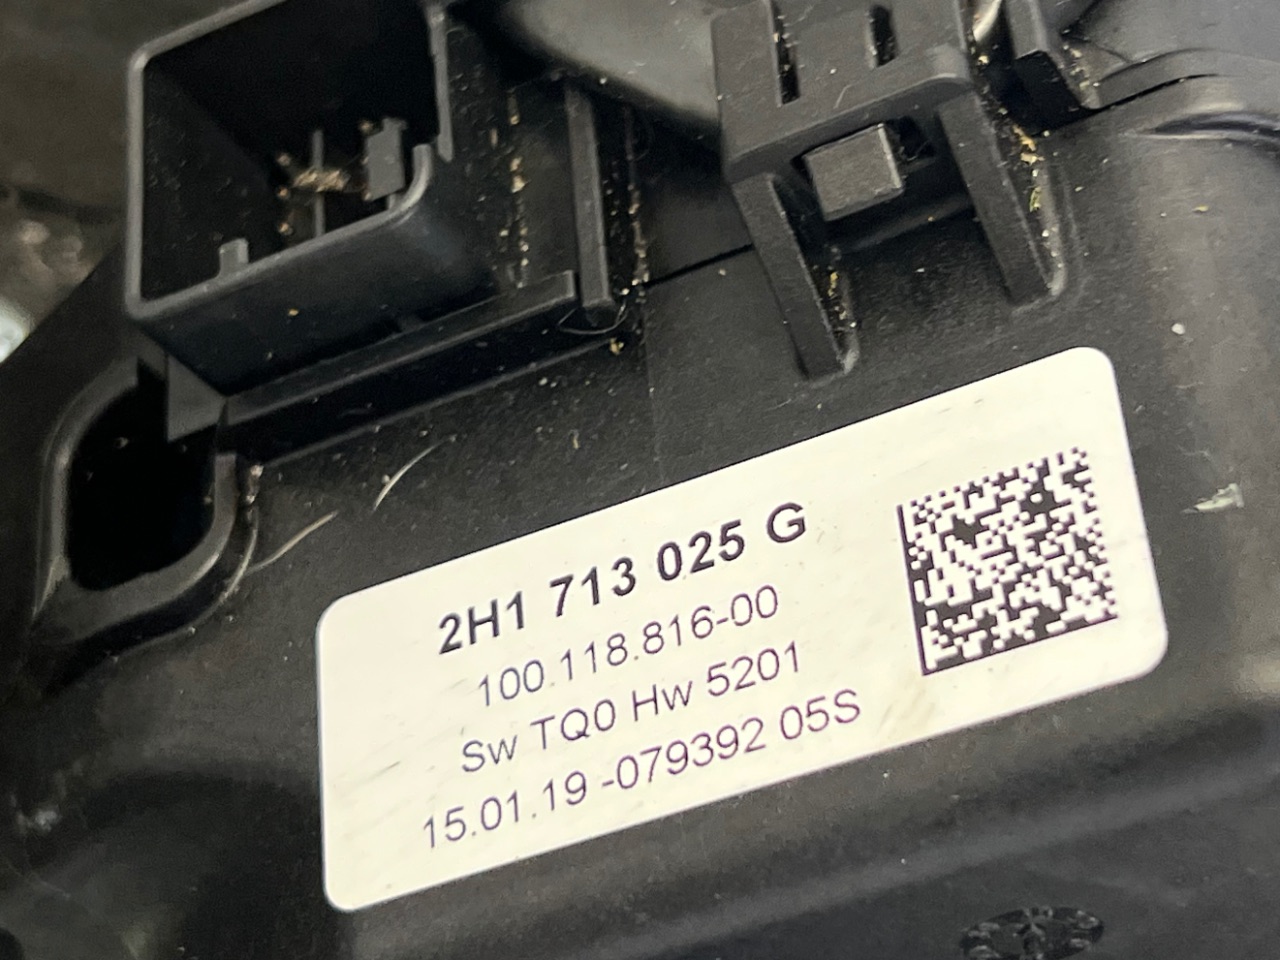 2H1 713 025 G
100.118.816-00
Sw TQ0 Hw 5201
15.01.19 -079392 05S